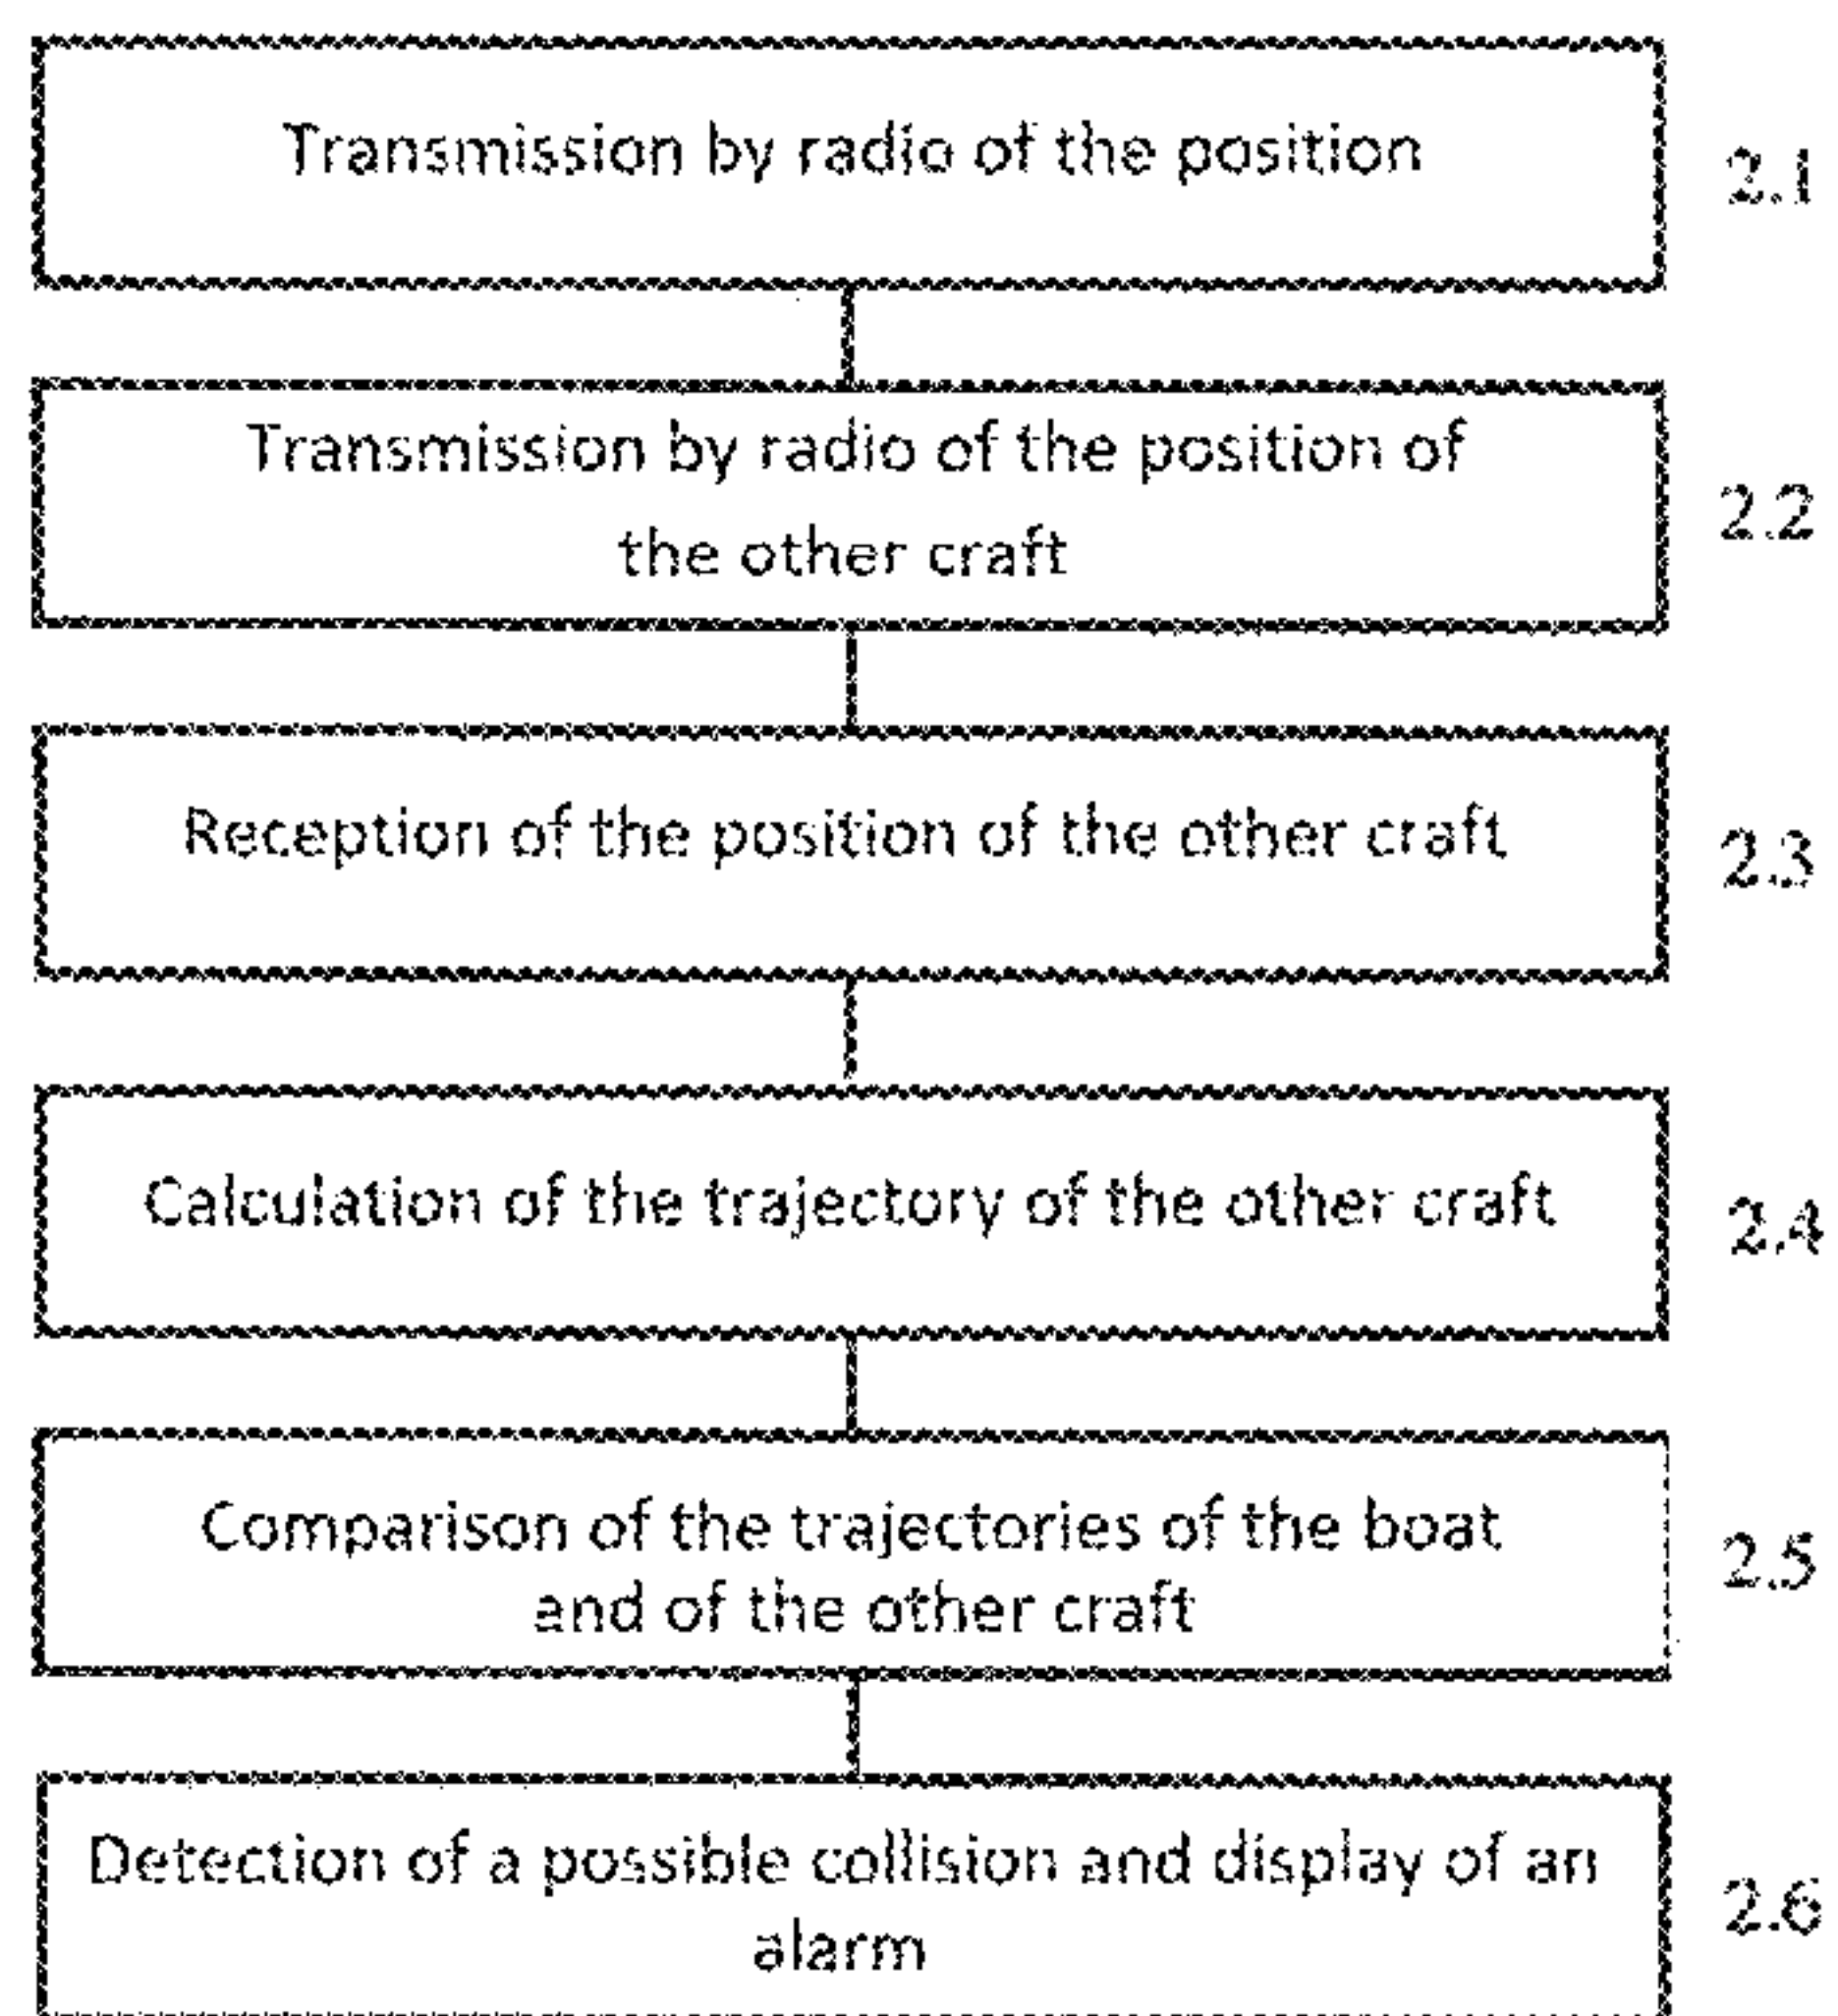 Transmission by radio of the position
2.1
Transmission by radio of the position of
the other craft
2.2
Reception of the position of the other craft
2.3
Calculation of the trajectory of the other craft
2.4
Comparison of the trajectories of the boat
and of the other craft
2.5
Detection of a possible collision and display of an
alarm
2.6